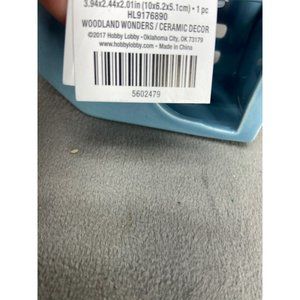 3.94x2.44x2.01in (10x6.2x5.1cm) • 1 pc
HL9176890
WOODLAND WONDERS / CERAMIC DECOR
©2017 Hobby Lobby • Oklahoma City, OK 73179
www.hobbylobby.com • Made in China
5602479